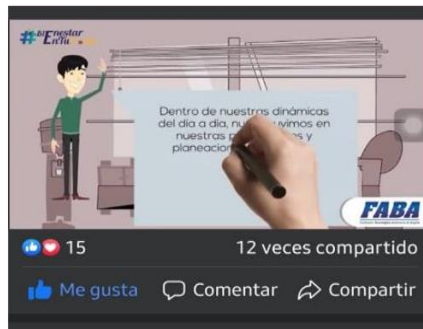 #BIEnestar
EnTu
Dentro de nuestras dinámicas
del día a día,
nuestras
planeacion
FABA
15
12 veces compartido
Me gusta
Comentar
Compartir